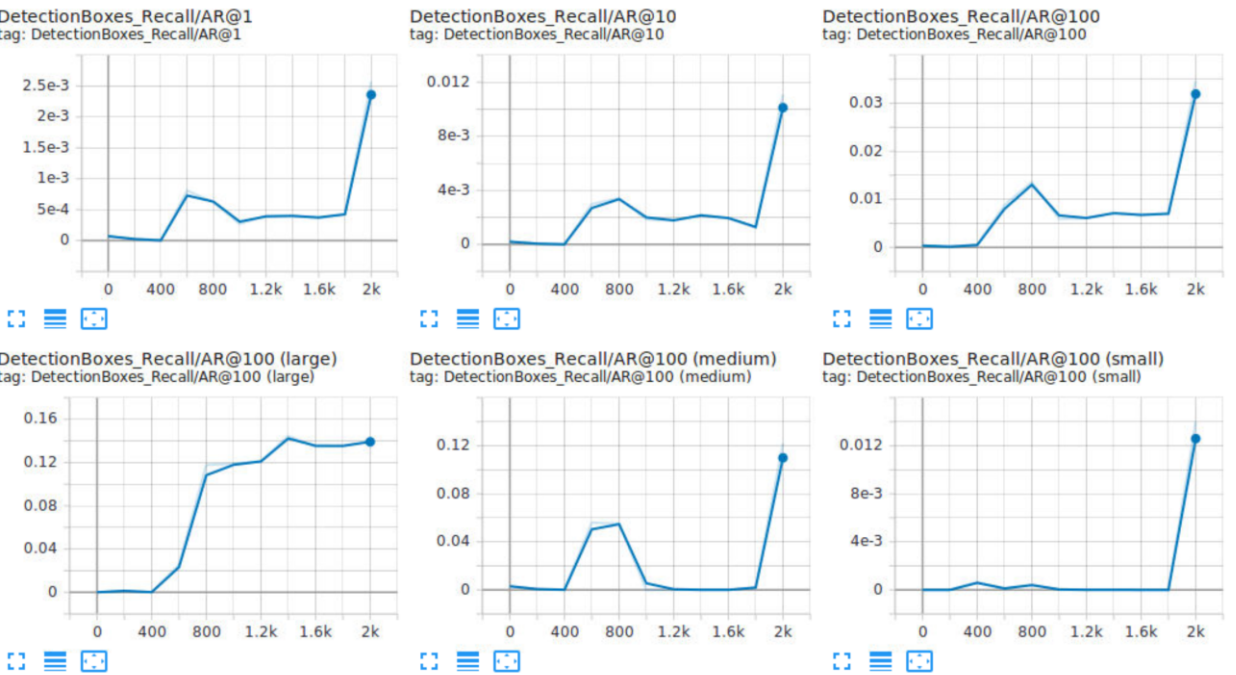 DetectionBoxes_Recall/AR@1
tag: DetectionBoxes_Recall/AR@1
2.5e-3
2e-3
1.5e-3
1e-3
5e-4
0
0 400 800 1.2k 1.6k 2k
DetectionBoxes_Recall/AR@10
tag: DetectionBoxes_Recall/AR@10
0.012
8e-3
4e-3
0
0 400 800 1.2k 1.6k 2k
DetectionBoxes_Recall/AR@100
tag: DetectionBoxes_Recall/AR@100
0.03
0.02
0.01
0
0 400 800 1.2k 1.6k 2k
DetectionBoxes_Recall/AR@100 (large)
tag: DetectionBoxes_Recall/AR@100 (large)
0.16
0.12
0.08
0.04
0
0 400 800 1.2k 1.6k 2k
DetectionBoxes_Recall/AR@100 (medium)
tag: DetectionBoxes_Recall/AR@100 (medium)
0.12
0.08
0.04
0
0 400 800 1.2k 1.6k 2k
DetectionBoxes_Recall/AR@100 (small)
tag: DetectionBoxes_Recall/AR@100 (small)
0.012
8e-3
4e-3
0
0 400 800 1.2k 1.6k 2k